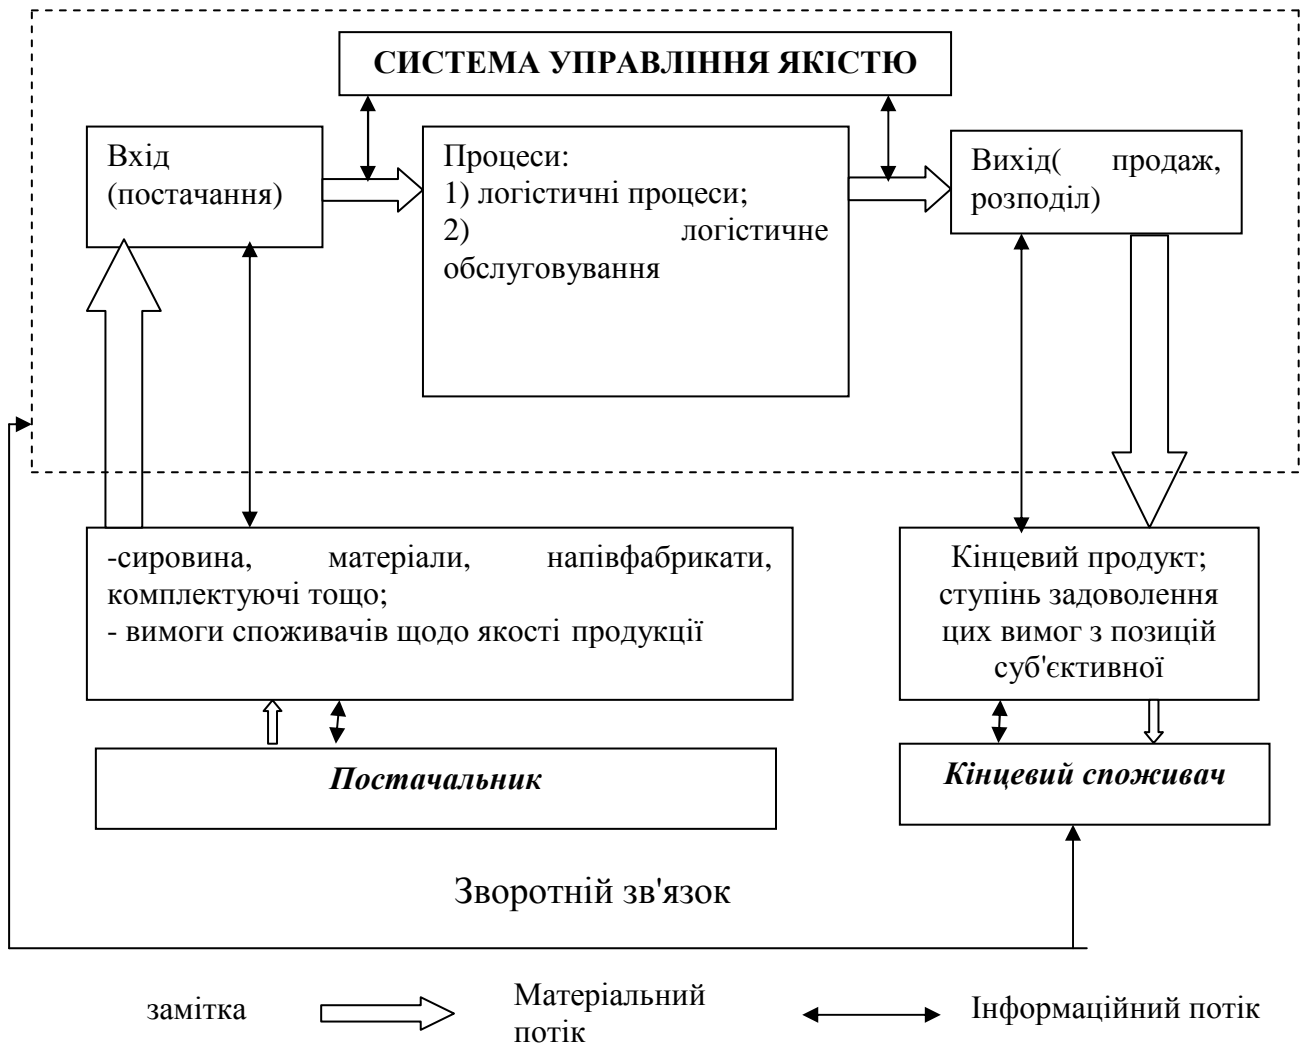 СИСТЕМА УПРАВЛІННЯ ЯКІСТЮ
Вхід
(постачання)
Процеси:
1) логістичні процеси;
2) логістичне
обслуговування
Вихід( продаж,
розподіл)
-сировина, матеріали, напівфабрикати,
комплектуючі тощо;
- вимоги споживачів щодо якості продукції
Кінцевий продукт;
ступінь задоволення
цих вимог з позицій
суб'єктивної
Постачальник
Кінцевий споживач
Зворотній зв'язок
замітка
Матеріальний
потік
Інформаційний потік